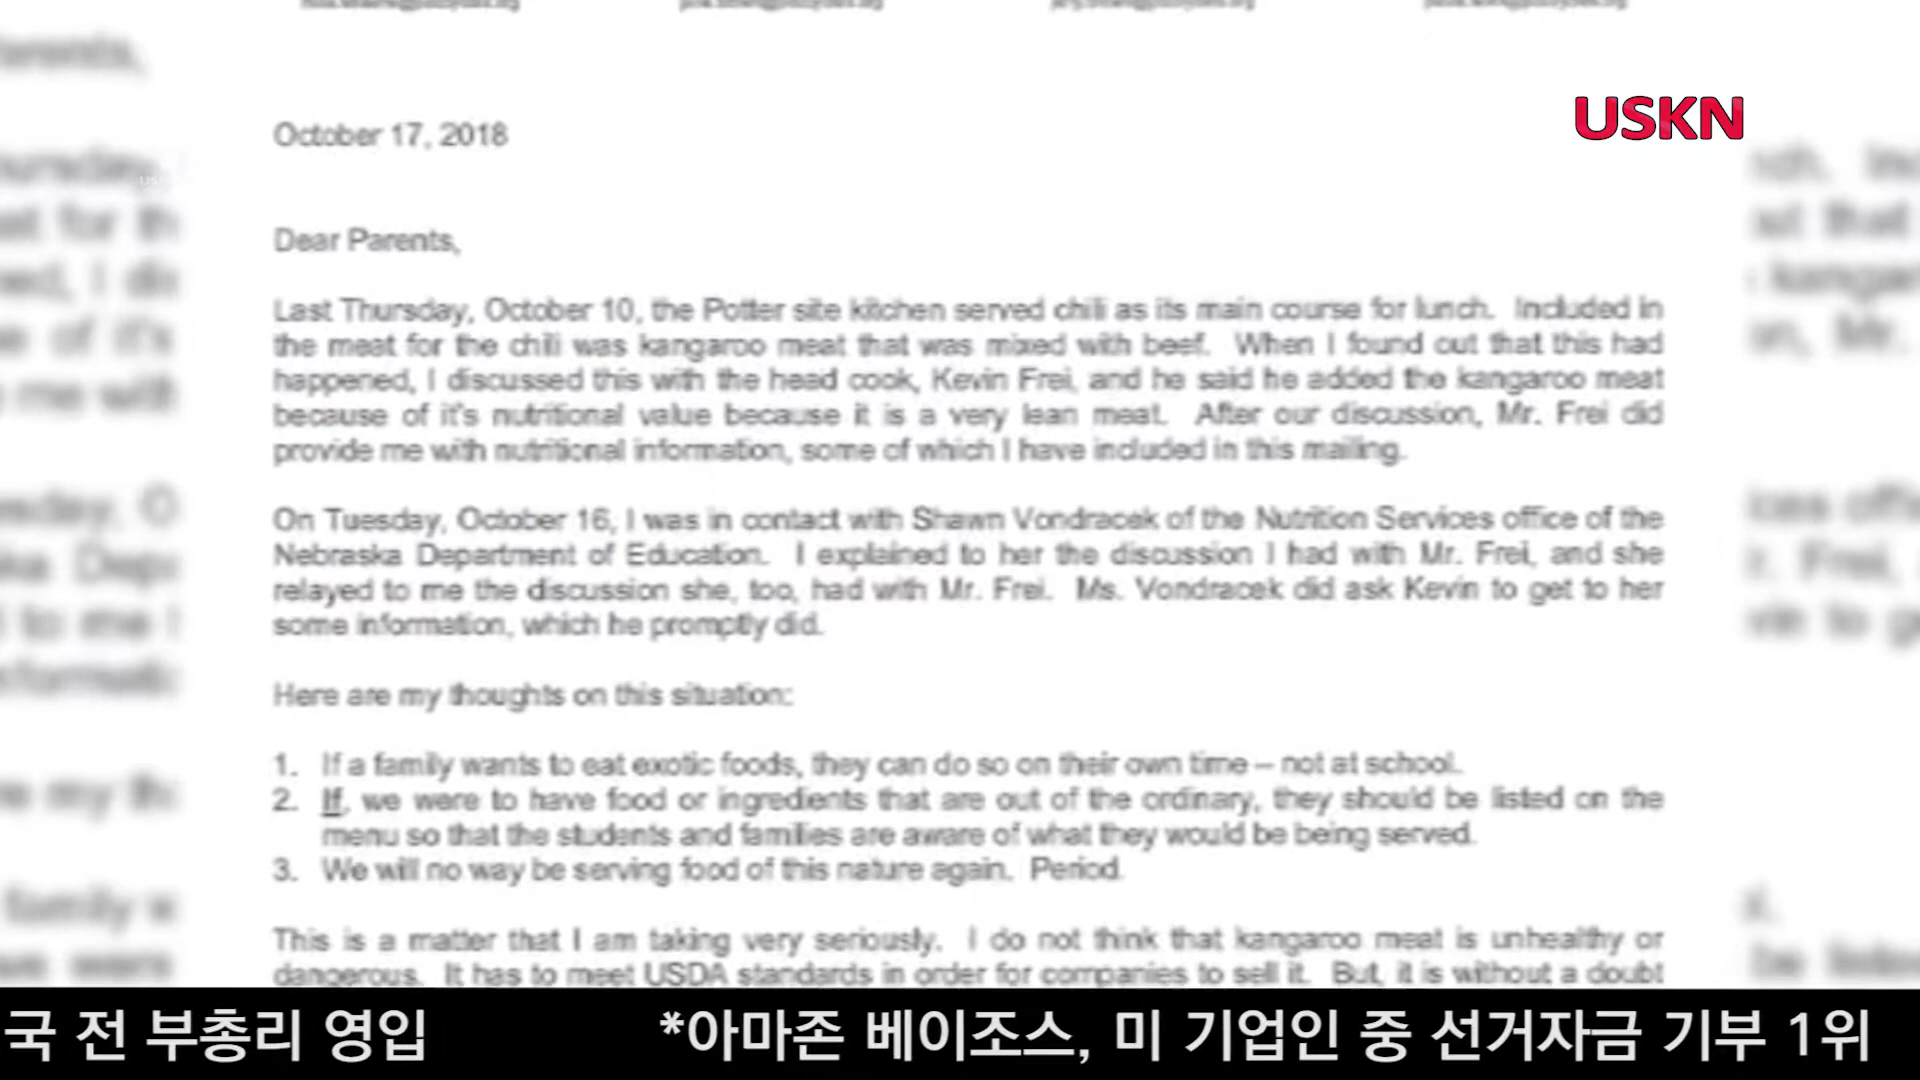 USKN
October 17, 2018
Dear Parents,
Last Thursday, October 10, the Potter site kitchen served chili as its main course for lunch. Included in
the meat for the chili was kangaroo meat that was mixed with beef. When I found out that this had
happened, I discussed this with the head cook, Kevin Frei, and he said he added the kangaroo meat
because of it's nutritional value because it is a very lean meat. After our discussion, Mr. Frei did
provide me with nutritional information, some of which I have included in this mailing.
On Tuesday, October 16, I was in contact with Shawn Vondracek of the Nutrition Services office of the
Nebraska Department of Education. I explained to her the discussion I had with Mr. Frei, and she
relayed to me the discussion she, too, had with Mr. Frei. Ms. Vondracek did ask Kevin to get to her
some information, which he promptly did.
Here are my thoughts on this situation:
1. If a family wants to eat exotic foods, they can do so on their own time – not at school.
2. If, we were to have food or ingredients that are out of the ordinary, they should be listed on the
menu so that the students and families are aware of what they would be being served.
3. We will no way be serving food of this nature again. Period.
This is a matter that I am taking very seriously. I do not think that kangaroo meat is unhealthy or
dangerous. It has to meet USDA standards in order for companies to sell it. But, it is without a doubt
국 전 부총리 영입 *아마존 베이조스, 미 기업인 중 선거자금 기부 1위